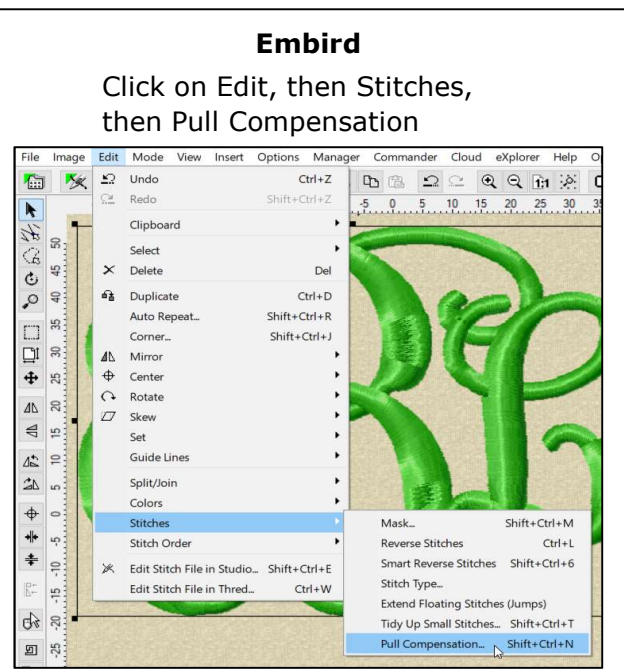 Embird
Click on Edit, then Stitches,
then Pull Compensation
File Image Edit Mode View Insert Options Manager Commander Cloud eXplorer Help
1:1
-5 0 5 10 15 20 25 30
50
45
40
35
30
25
20
15
10
5
0
-5
-10
-15
-20
-25
Undo Ctrl+Z
Redo Shift+Ctrl+Z
Clipboard
Select
Delete Del
Duplicate Ctrl+D
Auto Repeat... Shift+Ctrl+R
Corner... Shift+Ctrl+J
Mirror
Center
Rotate
Skew
Set
Guide Lines
Split/Join
Colors
Stitches
Stitch Order
Edit Stitch File in Studio... Shift+Ctrl+E
Edit Stitch File in Thred... Ctrl+W
Mask... Shift+Ctrl+M
Reverse Stitches Ctrl+L
Smart Reverse Stitches Shift+Ctrl+6
Stitch Type...
Extend Floating Stitches (Jumps)
Tidy Up Small Stitches... Shift+Ctrl+T
Pull Compensation... Shift+Ctrl+N